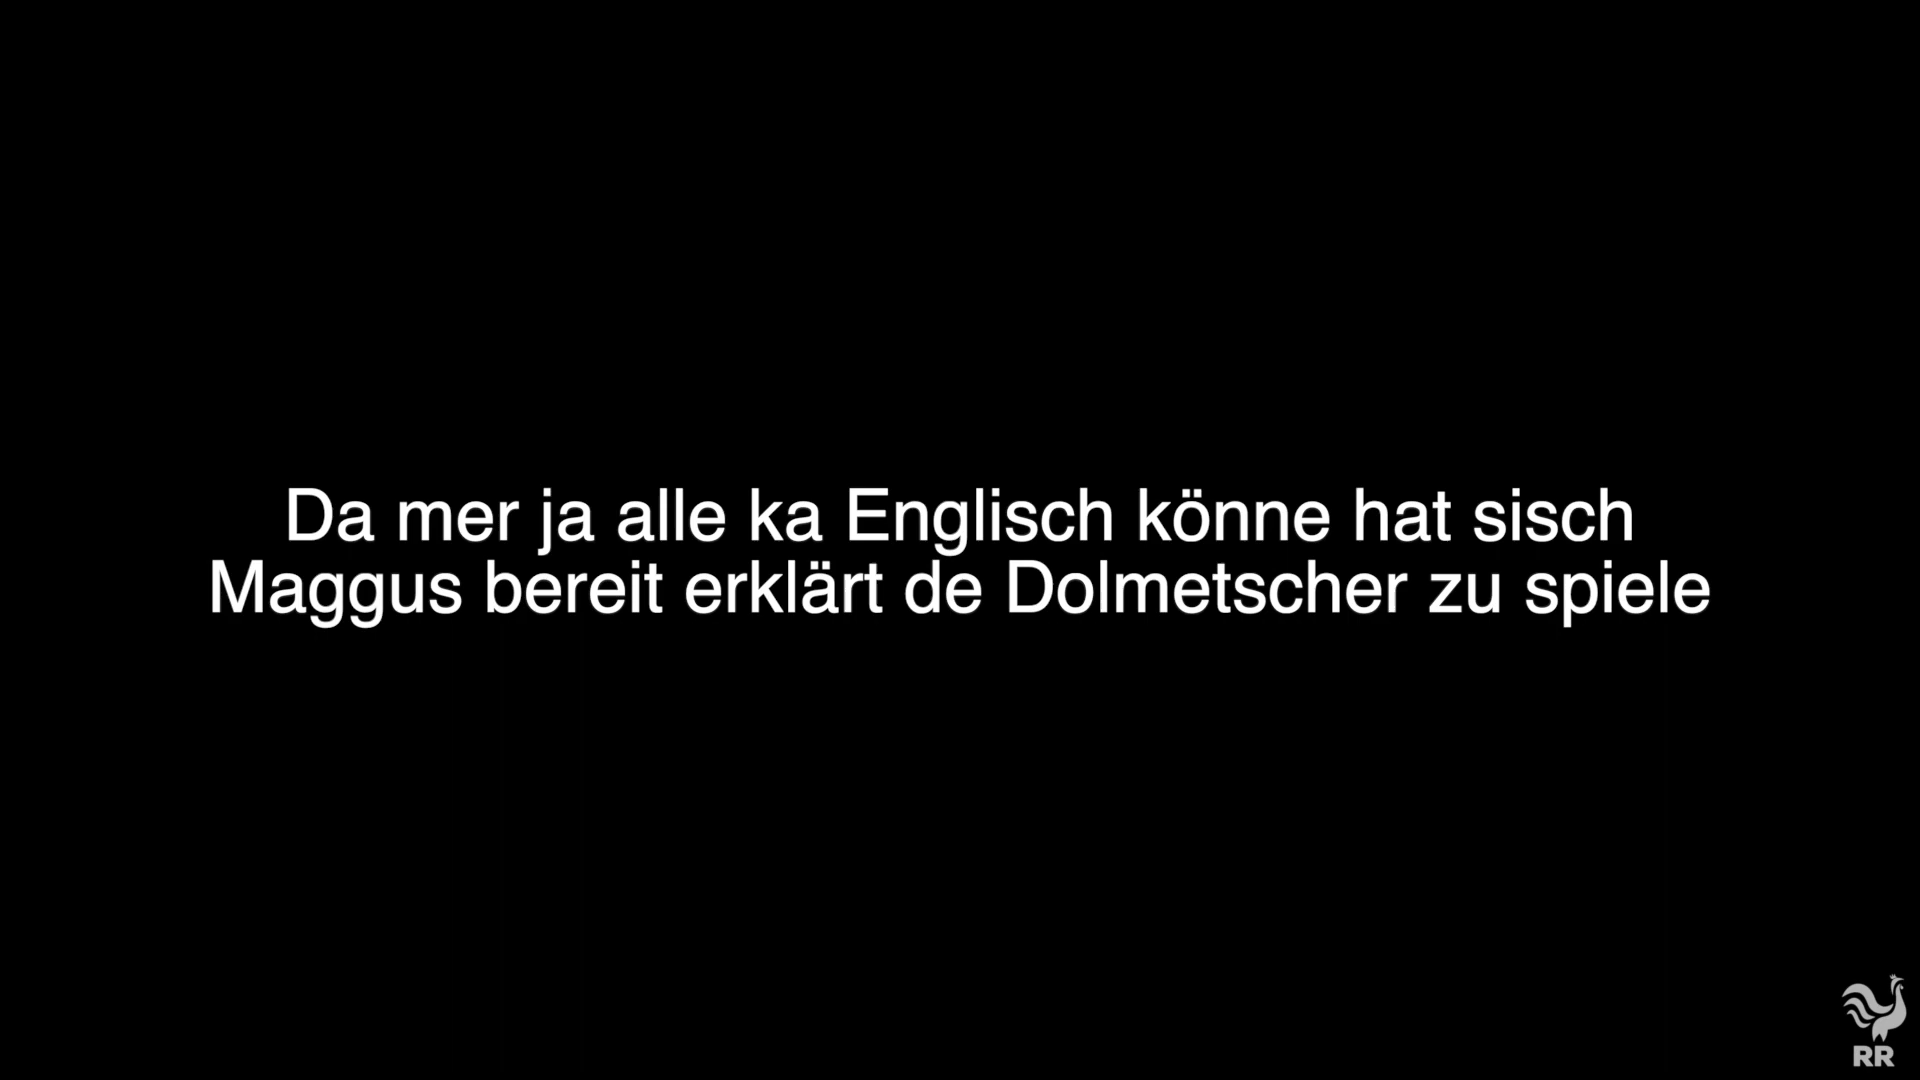 Da mer ja alle ka Englisch könne hat sisch
Maggus bereit erklärt de Dolmetscher zu spiele
RR